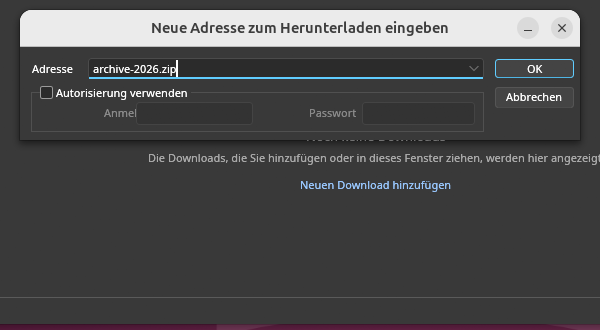 Neue Adresse zum Herunterladen eingeben
Adresse archive-2026.zip OK
Autorisierung verwenden Abbrechen
Anmel Passwort
Die Downloads, die Sie hinzufügen oder in dieses Fenster ziehen, werden hier angezeigt
Neuen Download hinzufügen